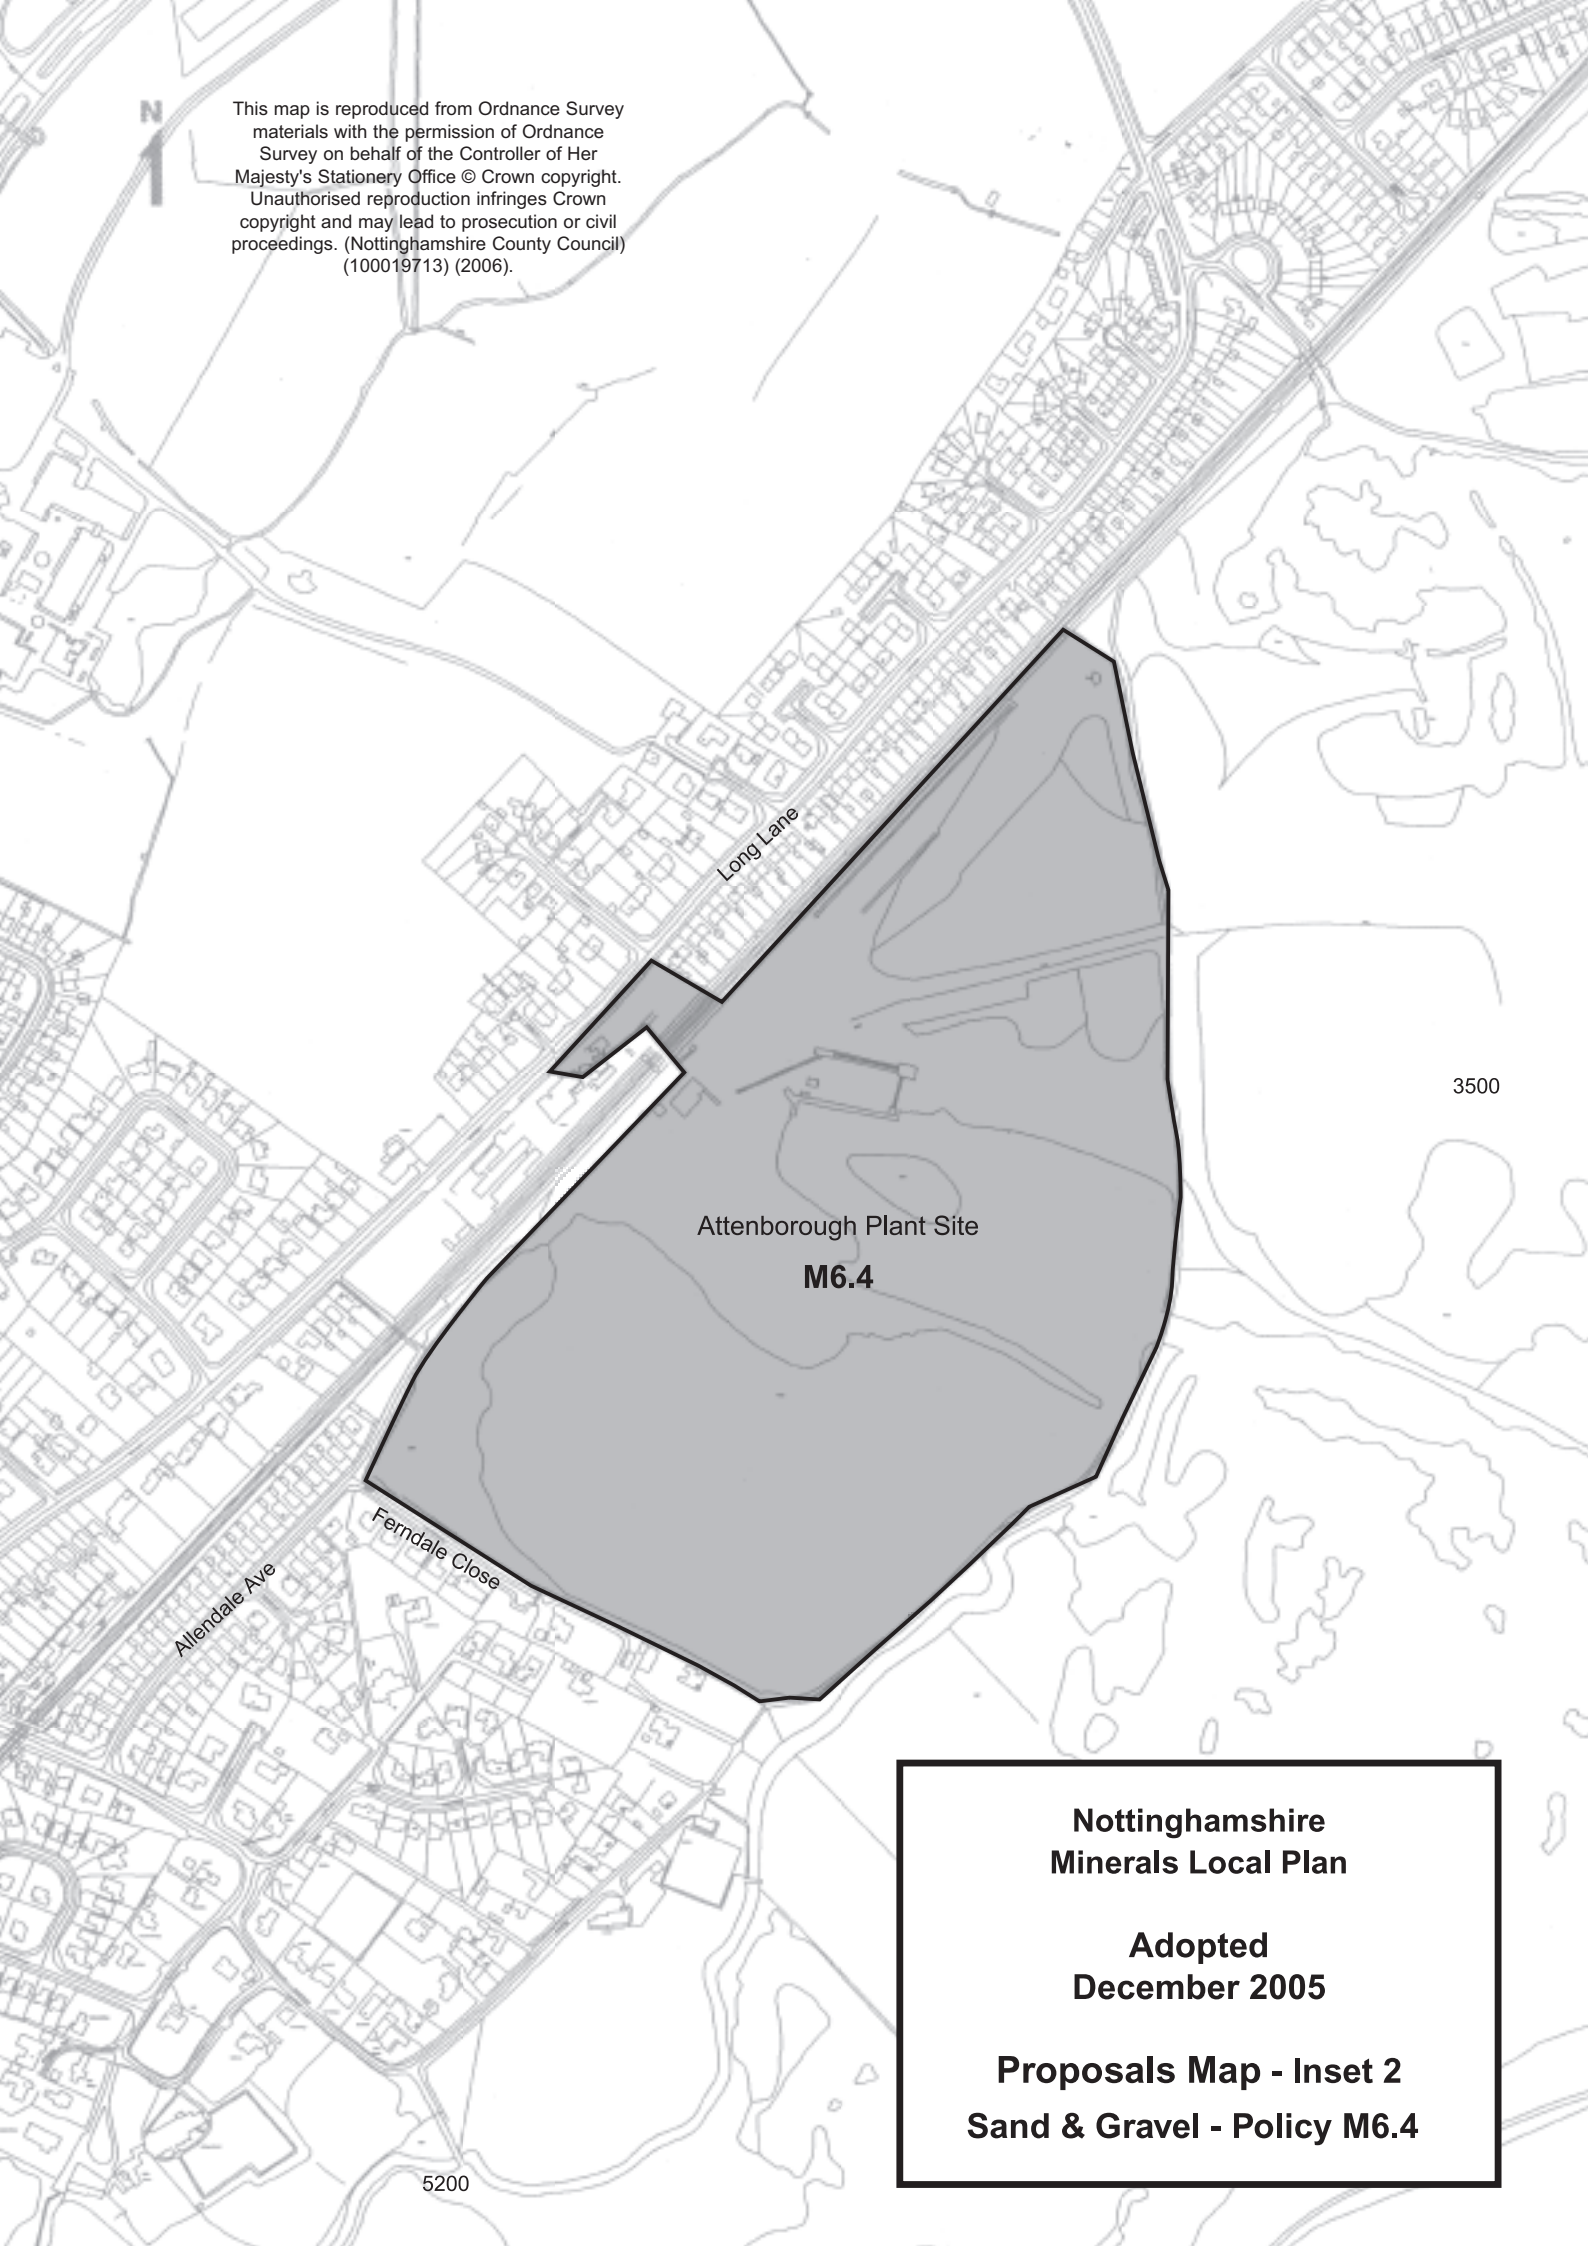 N
This map is reproduced from Ordnance Survey
materials with the permission of Ordnance
Survey on behalf of the Controller of Her
Majesty's Stationery Office © Crown copyright.
Unauthorised reproduction infringes Crown
copyright and may lead to prosecution or civil
proceedings. (Nottinghamshire County Council)
(100019713) (2006).
Long Lane
3500
Attenborough Plant Site
M6.4
Ferndale Close
Allendale Ave
Nottinghamshire
Minerals Local Plan
Adopted
December 2005
Proposals Map - Inset 2
Sand & Gravel - Policy M6.4
5200